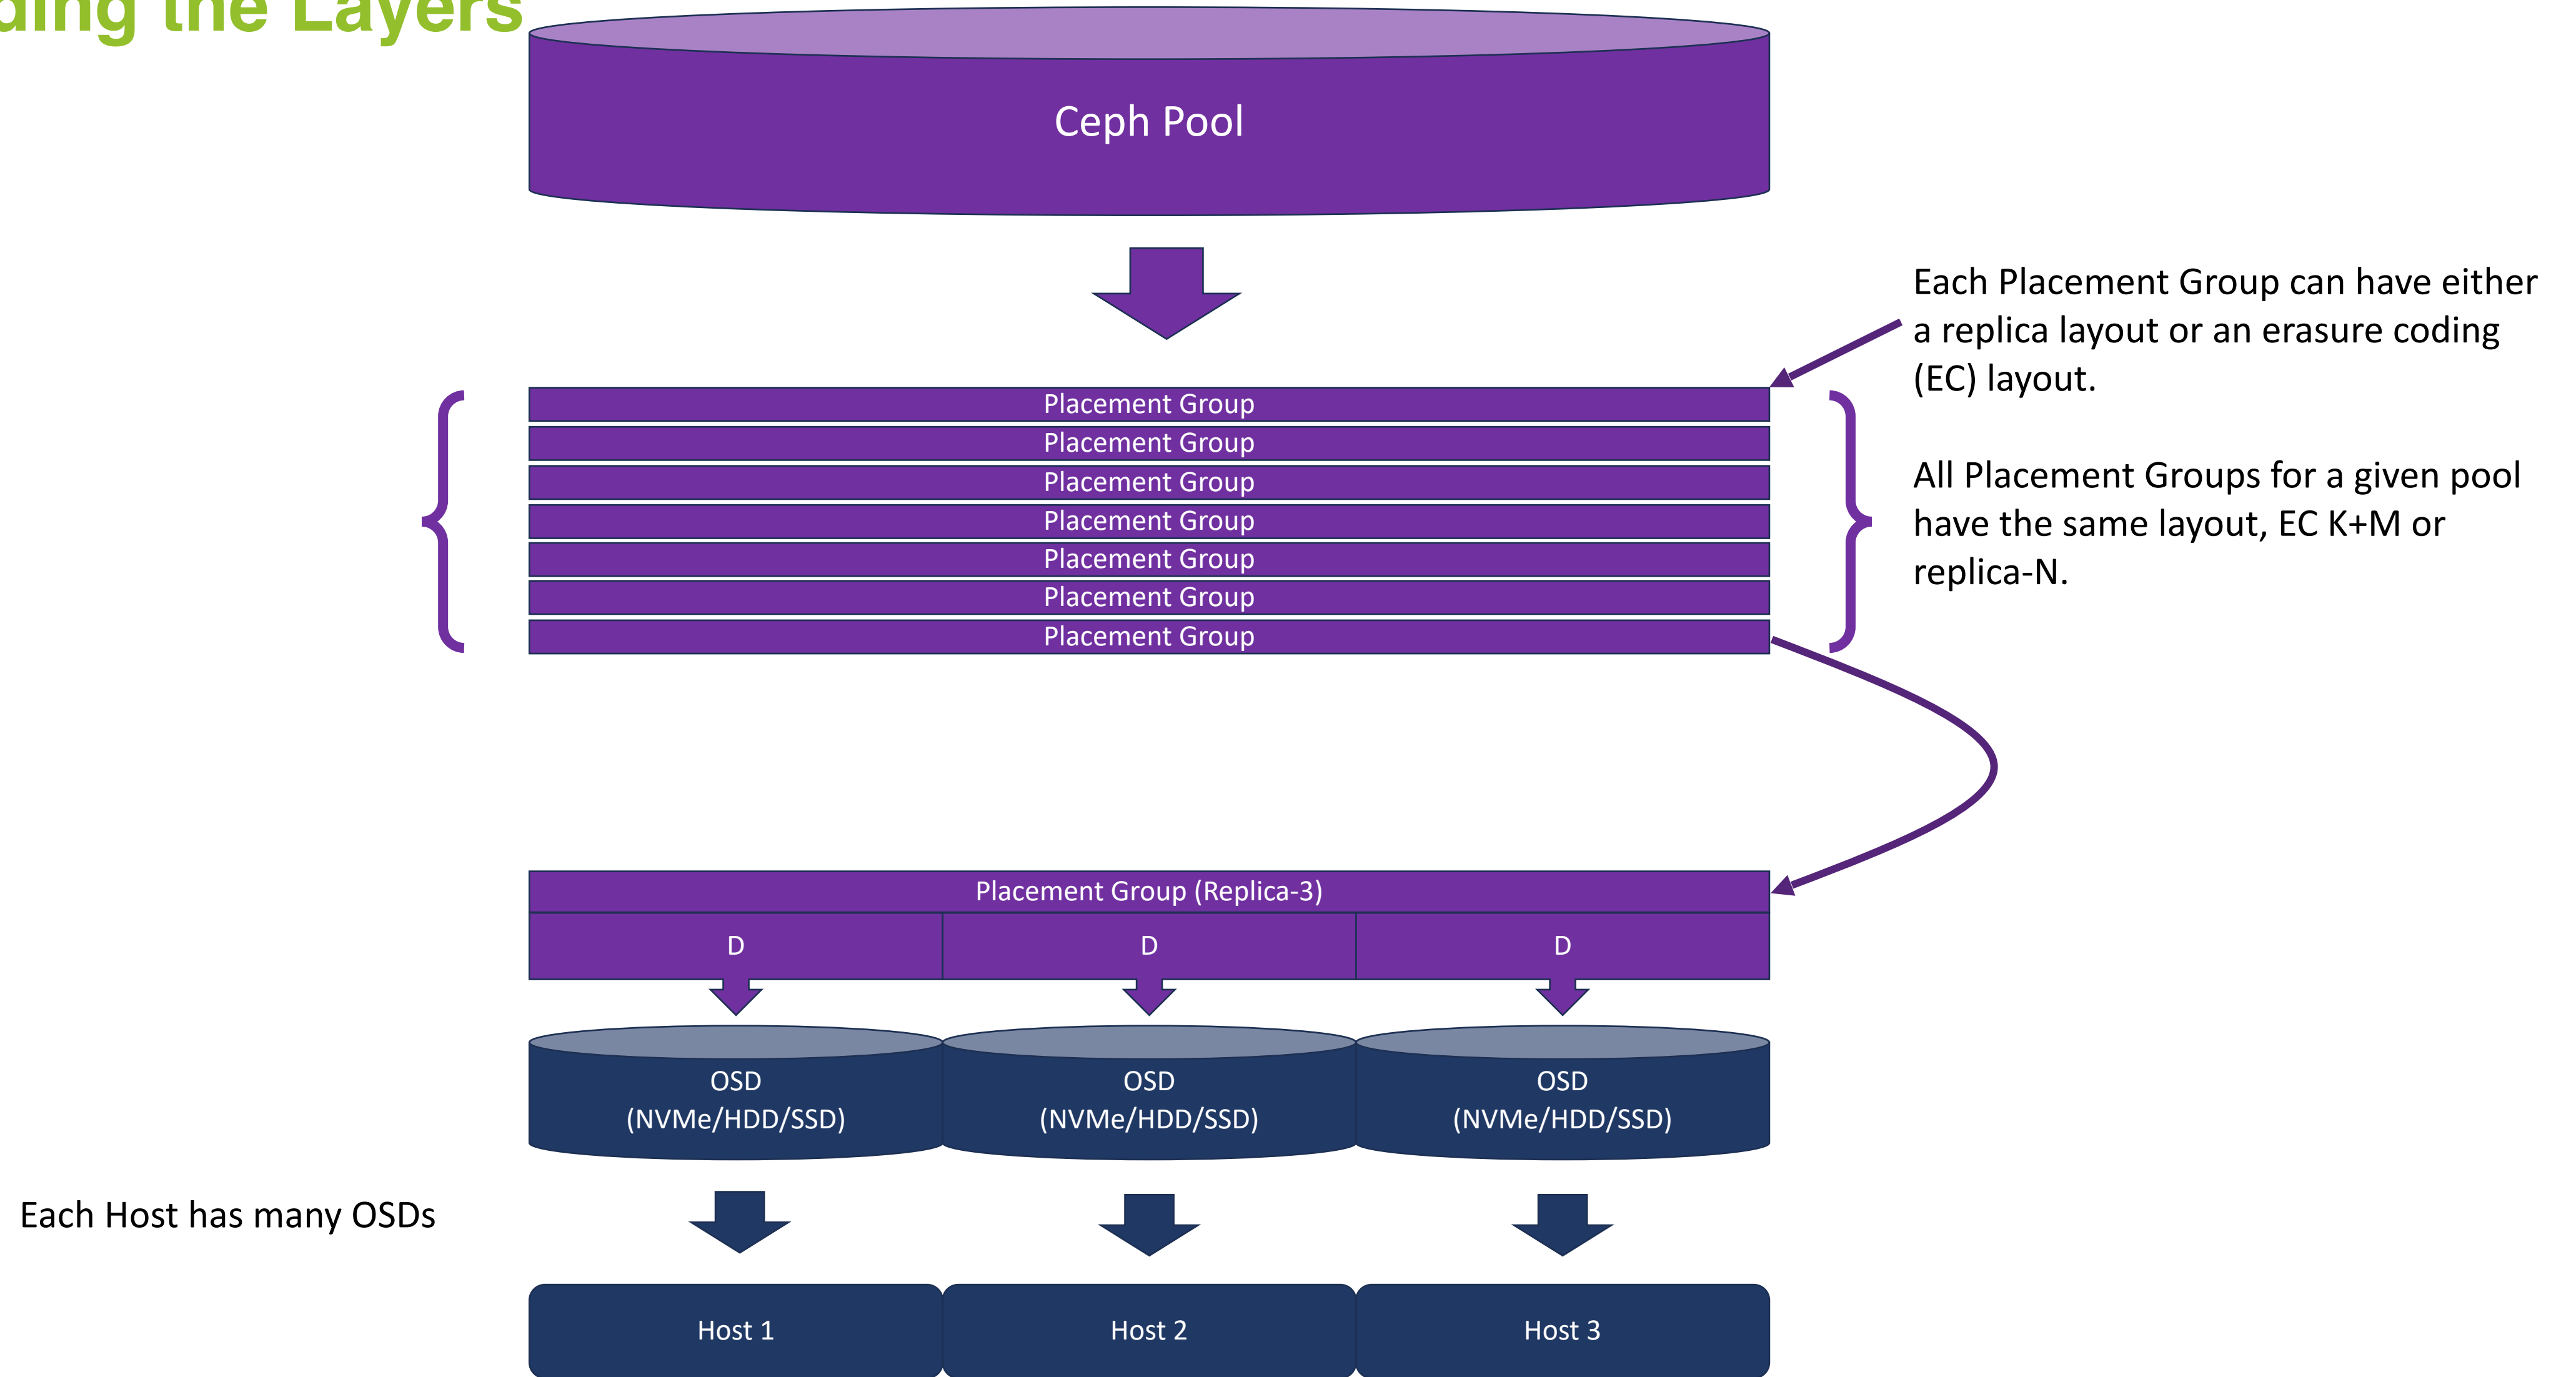 ding the Layers
Ceph Pool
Each Placement Group can have either
a replica layout or an erasure coding
(EC) layout.
Placement Group
Placement Group
Placement Group
Placement Group
Placement Group
Placement Group
Placement Group
All Placement Groups for a given pool
have the same layout, EC K+M or
replica-N.
Placement Group (Replica-3)
D
D
D
OSD
(NVMe/HDD/SSD)
OSD
(NVMe/HDD/SSD)
OSD
(NVMe/HDD/SSD)
Each Host has many OSDs
Host 1
Host 2
Host 3